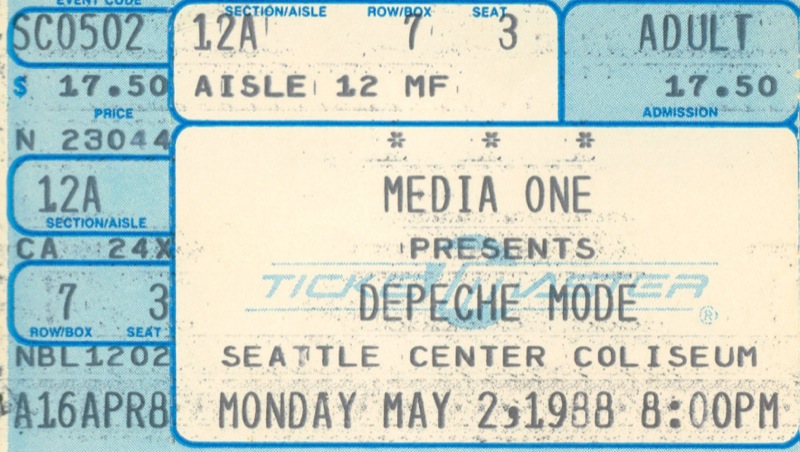 EVENT CODE
SC0502
$ 17.50
PRICE
N 23044
12A
SECTION/AISLE
CA 24X
7 3
ROW/BOX SEAT
NBL1202
A16APR8
SECTION/AISLE ROW/BOX SEAT
12A 7 3
AISLE 12 MF
ADULT
17.50
ADMISSION
* * *
MEDIA ONE
PRESENTS
TICKETMASTER ®
DEPECHE MODE
SEATTLE CENTER COLISEUM
MONDAY MAY 2,1988 8:00PM